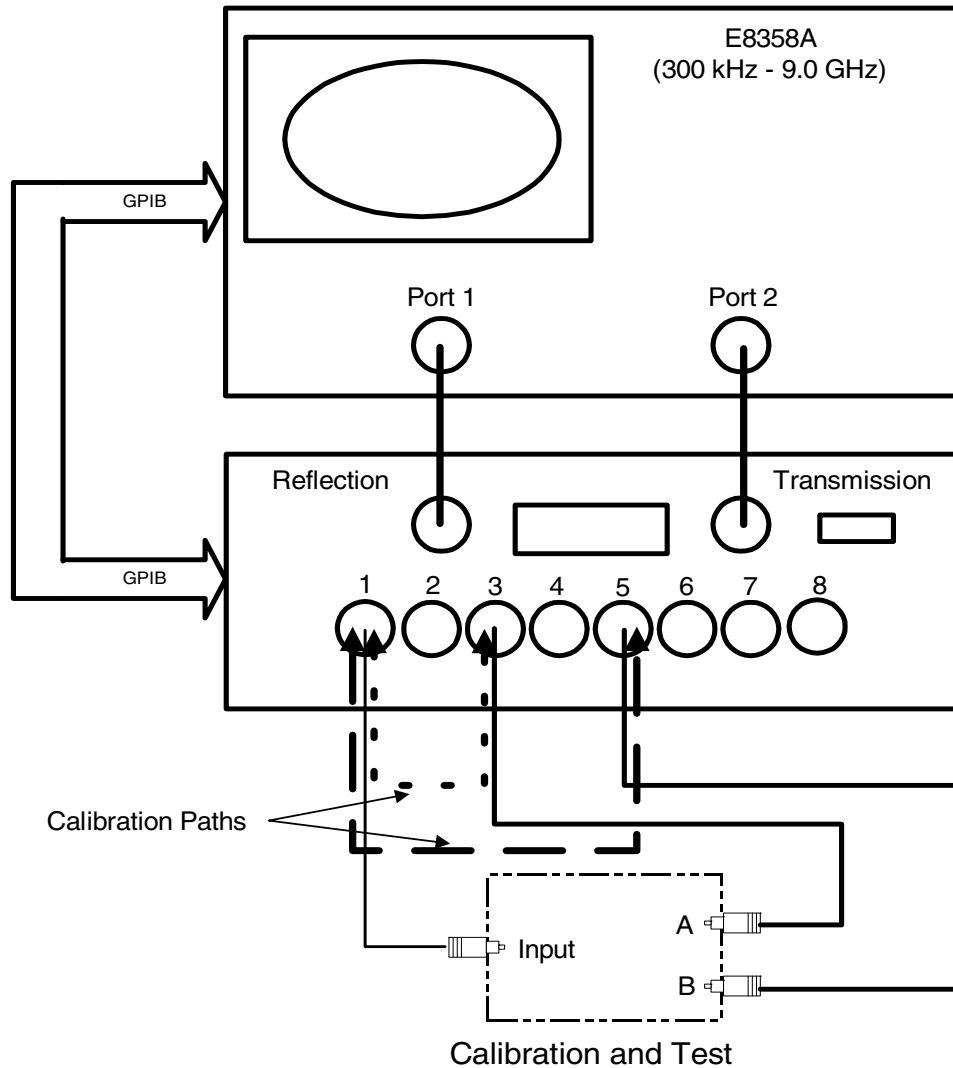 E8358A
(300 kHz - 9.0 GHz)
GPIB
Port 1
Port 2
Reflection
Transmission
GPIB
1
2
3
4
5
6
7
8
Calibration Paths
A
Input
B
Calibration and Test